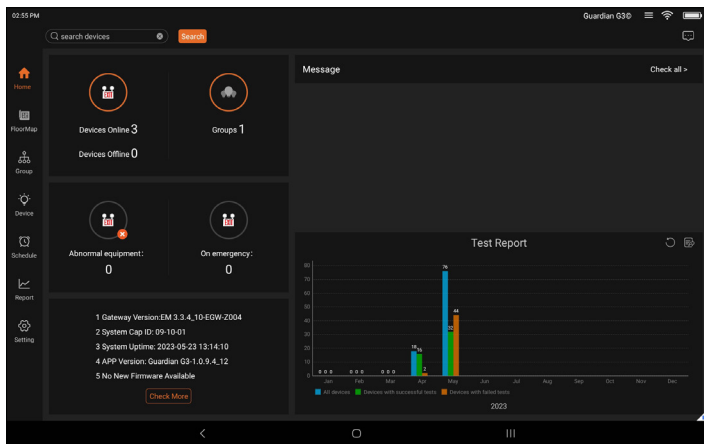 02:55 PM
Guardian G3©
search devices
Search
Home
FloorMap
Group
Device
Schedule
Report
Setting
EXIT
Devices Online 3
Devices Offline 0
Groups 1
EXIT
Abnormal equipment:
0
EXIT
On emergency:
0
1 Gateway Version:EM 3.3.4_10-EGW-Z004
2 System Cap ID: 09-10-01
3 System Uptime: 2023-05-23 13:14:10
4 APP Version: Guardian G3-1.0.9.4_12
5 No New Firmware Available
Check More
Message
Check all >
Test Report
80
70
60
50
40
30
20
10
0
0 0 0
0 0 0
0 0 0
18 16 2
76 32 44
Jan Feb Mar Apr May Jun Jul Aug Sep Oct Nov Dec
All devices Devices with successful tests Devices with failed tests
2023